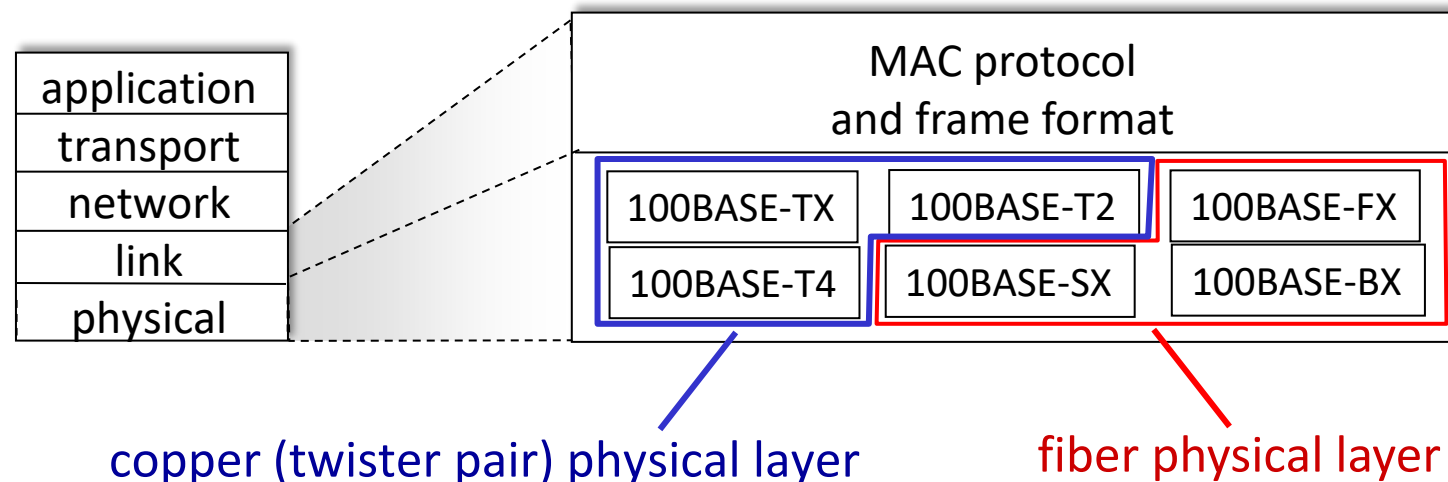 application
transport
network
link
physical
MAC protocol
and frame format
100BASE-TX
100BASE-T2
100BASE-FX
100BASE-T4
100BASE-SX
100BASE-BX
copper (twister pair) physical layer
fiber physical layer